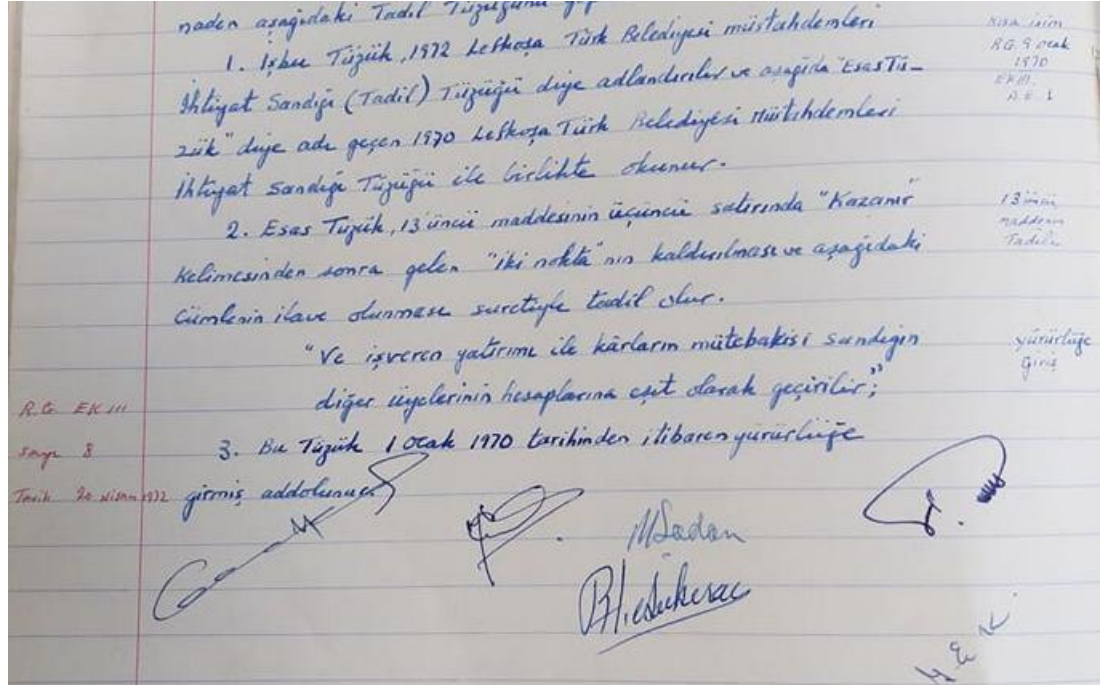 naden aşağıdaki Tadil Tüzüğünü
1. İşbu Tüzük, 1972 Lefkoşa Türk Belediyesi müstahdemleri
İhtiyat Sandığı (Tadil) Tüzüğü diye adlandırılır ve aşağıda "Esas Tü-
zük" diye adı geçen 1970 Lefkoşa Türk Belediyesi Müstahdemleri
İhtiyat Sandığı Tüzüğü ile birlikte okunur.
2. Esas Tüzük, 13'üncü maddesinin üçüncü satırında "Kazanır"
kelimesinden sonra gelen "iki nokta"nın kaldırılması ve aşağıdaki
cümlenin ilave olunması suretiyle tadil olur.
"Ve işveren yatırımı ile kârların mütebakisi sandığın
diğer üyelerinin hesaplarına eşit olarak geçirilir;"
3. Bu Tüzük 1 Ocak 1970 tarihinden itibaren yürürlüğe
girmiş addolunur.
Kısa isim
R.G. 9 Ocak
1970
EK III
A.E. 1
13'üncü
maddenin
Tadili
yürürlüğe
Giriş
R.G. EK III
sayı 8
Tarih 20 Nisan 1972
MSadan